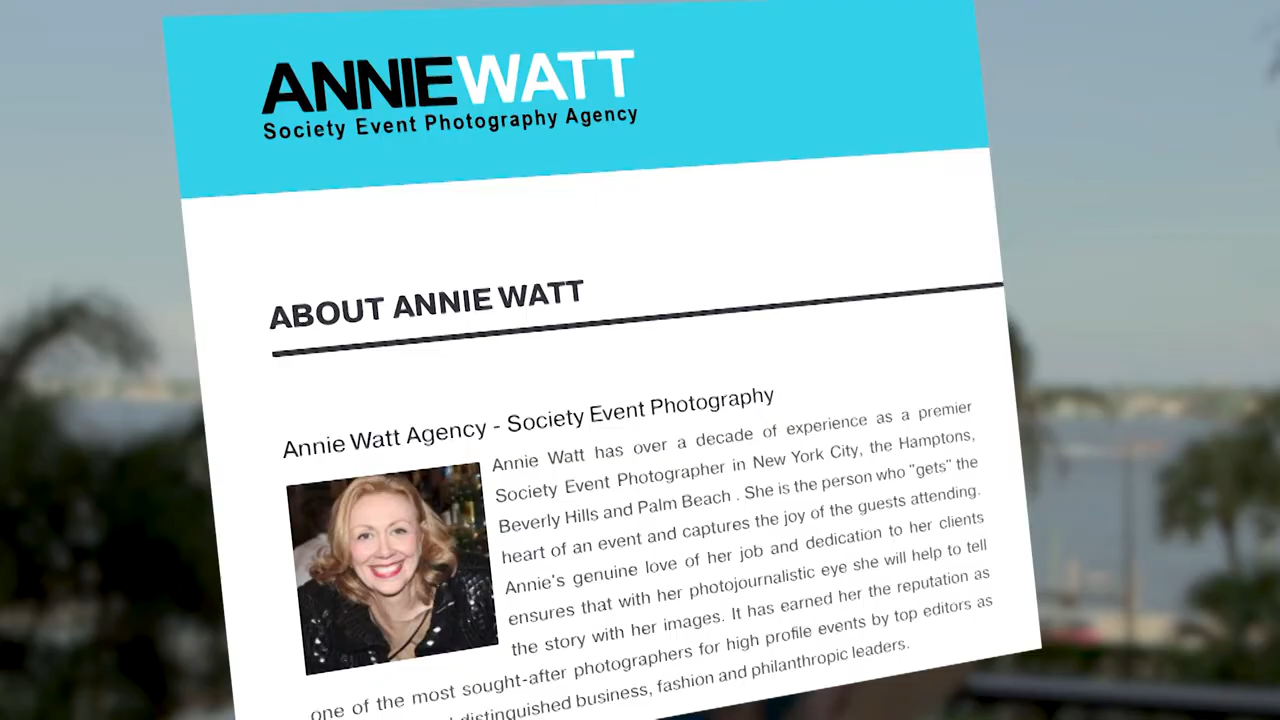 ANNIEWATT
Society Event Photography Agency
ABOUT ANNIE WATT
Annie Watt Agency - Society Event Photography
Annie Watt has over a decade of experience as a premier
Society Event Photographer in New York City, the Hamptons,
Beverly Hills and Palm Beach . She is the person who "gets" the
heart of an event and captures the joy of the guests attending.
Annie's genuine love of her job and dedication to her clients
ensures that with her photojournalistic eye she will help to tell
the story with her images. It has earned her the reputation as
one of the most sought-after photographers for high profile events by top editors as
distinguished business, fashion and philanthropic leaders.